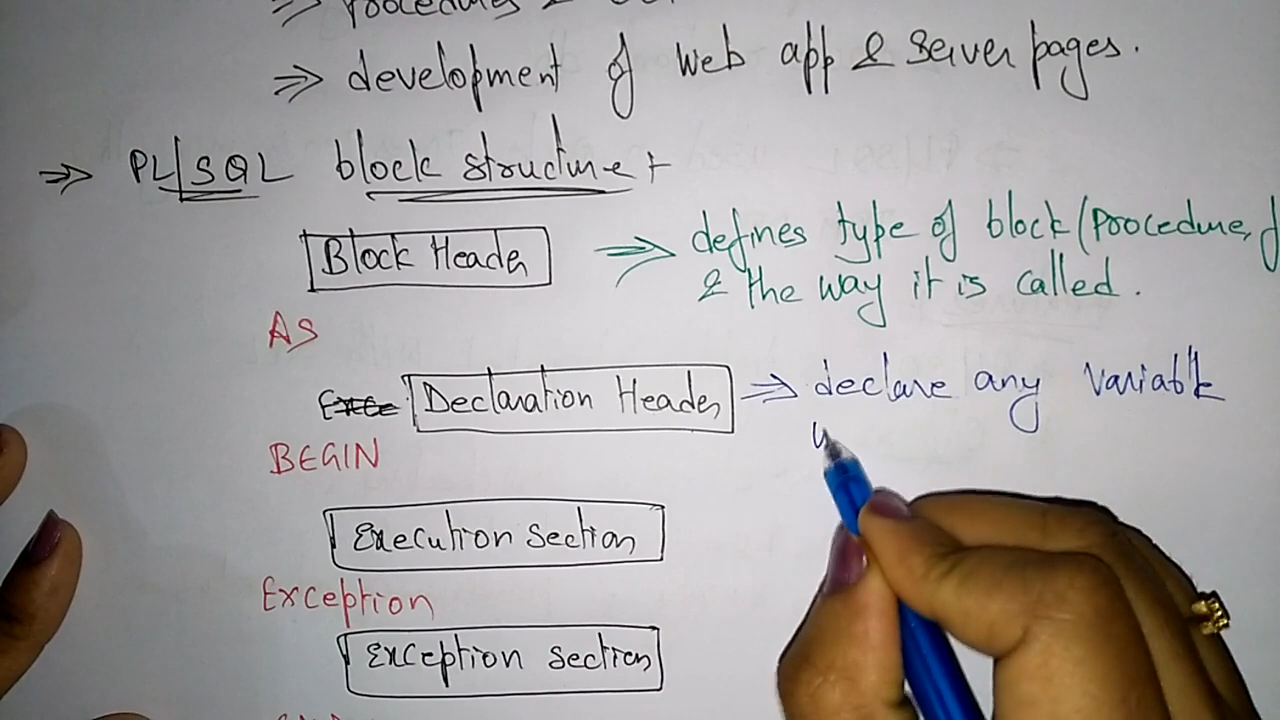 ⇒ Procedures &
⇒ development of Web app & Server pages.
⇒ PL/SQL block structure
Block Header ⇒ defines type of block (Procedure,
& the way it is called.
AS
Declaration Header ⇒ declare any variable
BEGIN
Execution section
Exception
Exception section